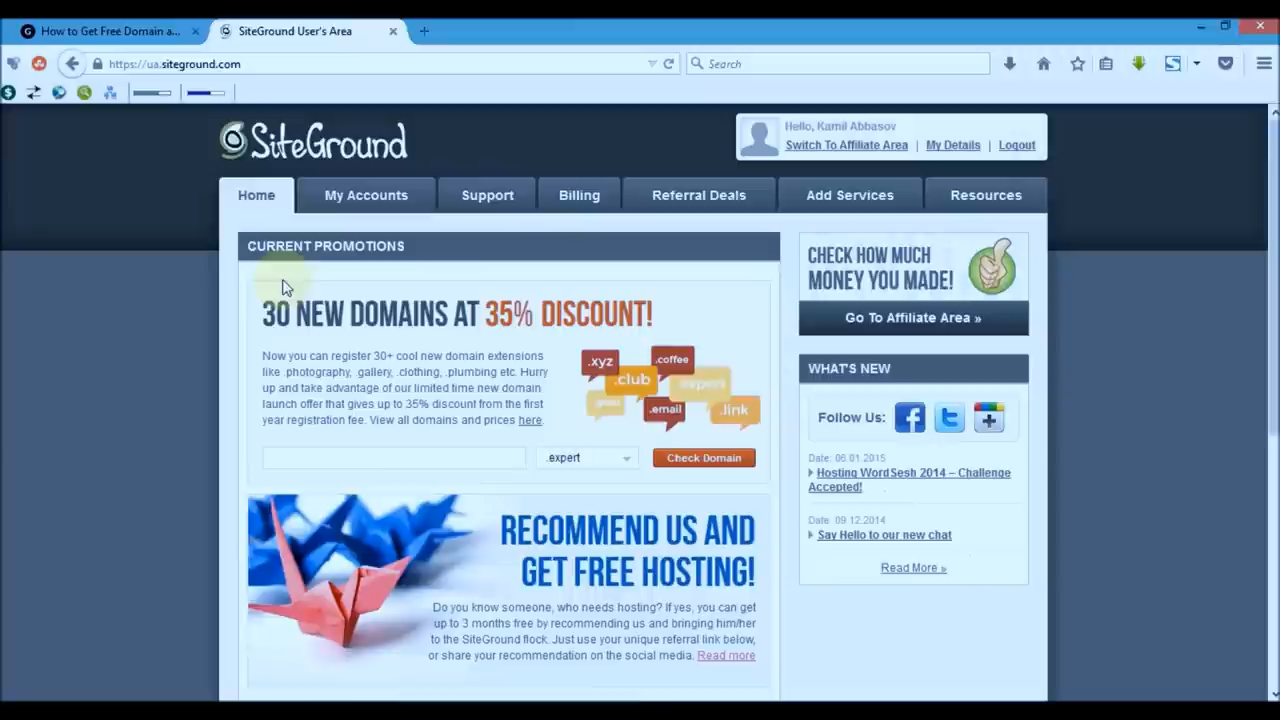 How to Get Free Domain a...
SiteGround User's Area
https://ua.siteground.com
Search
SiteGround
Hello, Kamil Abbasov
Switch To Affiliate Area | My Details | Logout
Home
My Accounts
Support
Billing
Referral Deals
Add Services
Resources
CURRENT PROMOTIONS
30 NEW DOMAINS AT 35% DISCOUNT!
Now you can register 30+ cool new domain extensions
like .photography, .gallery, .clothing, .plumbing etc. Hurry
up and take advantage of our limited time new domain
launch offer that gives up to 35% discount from the first
year registration fee. View all domains and prices here.
.xyz
.coffee
.club
.expert
.email
.link
.expert
Check Domain
RECOMMEND US AND
GET FREE HOSTING!
Do you know someone, who needs hosting? If yes, you can get
up to 3 months free by recommending us and bringing him/her
to the SiteGround flock. Just use your unique referral link below,
or share your recommendation on the social media. Read more
CHECK HOW MUCH
MONEY YOU MADE!
Go To Affiliate Area »
WHAT'S NEW
Follow Us:
Date: 06.01.2015
Hosting WordSesh 2014 – Challenge
Accepted!
Date: 09.12.2014
Say Hello to our new chat
Read More »